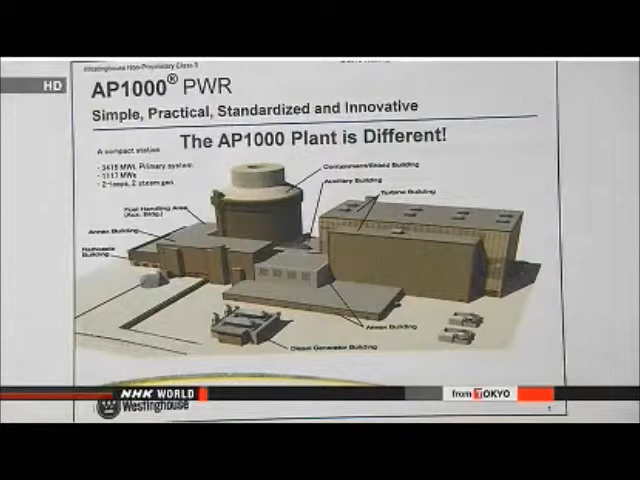 Westinghouse Non-Proprietary Class 3
HD
AP1000® PWR
Simple, Practical, Standardized and Innovative
The AP1000 Plant is Different!
A compact station
- 3415 MWt. Primary system
- 1117 MWe
- 2-loops, 2 steam gen
Containment/Shield Building
Auxiliary Building
Turbine Building
Fuel Handling Area
(Aux. Bldg.)
Annex Building
Radwaste
Building
Annex Building
Diesel Generator Building
NHK WORLD
from TOKYO
Westinghouse